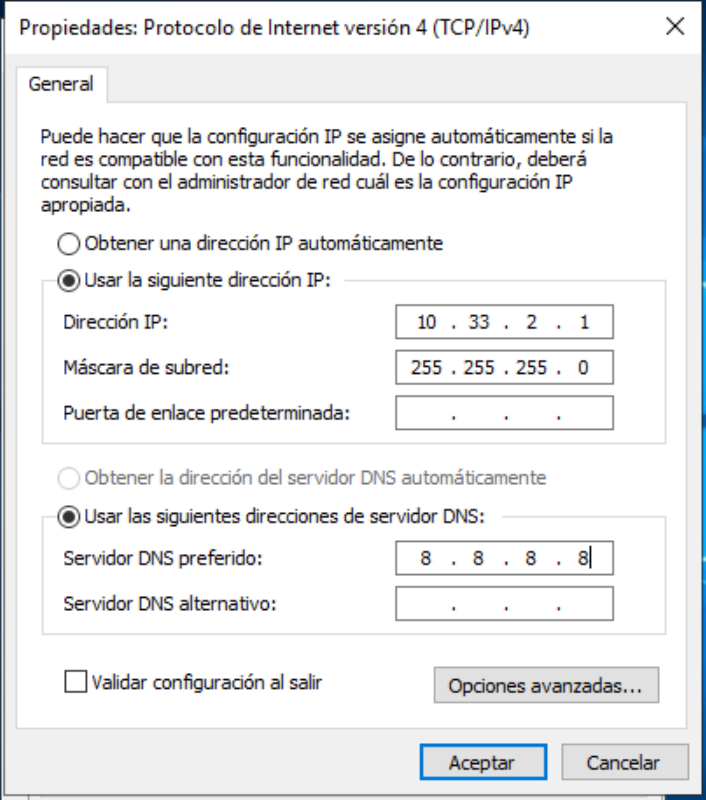 Propiedades: Protocolo de Internet versión 4 (TCP/IPv4)
General
Puede hacer que la configuración IP se asigne automáticamente si la
red es compatible con esta funcionalidad. De lo contrario, deberá
consultar con el administrador de red cuál es la configuración IP
apropiada.
Obtener una dirección IP automáticamente
Usar la siguiente dirección IP:
Dirección IP: 10 . 33 . 2 . 1
Máscara de subred: 255 . 255 . 255 . 0
Puerta de enlace predeterminada: . . .
Obtener la dirección del servidor DNS automáticamente
Usar las siguientes direcciones de servidor DNS:
Servidor DNS preferido: 8 . 8 . 8 . 8
Servidor DNS alternativo: . . .
Validar configuración al salir
Opciones avanzadas...
Aceptar Cancelar